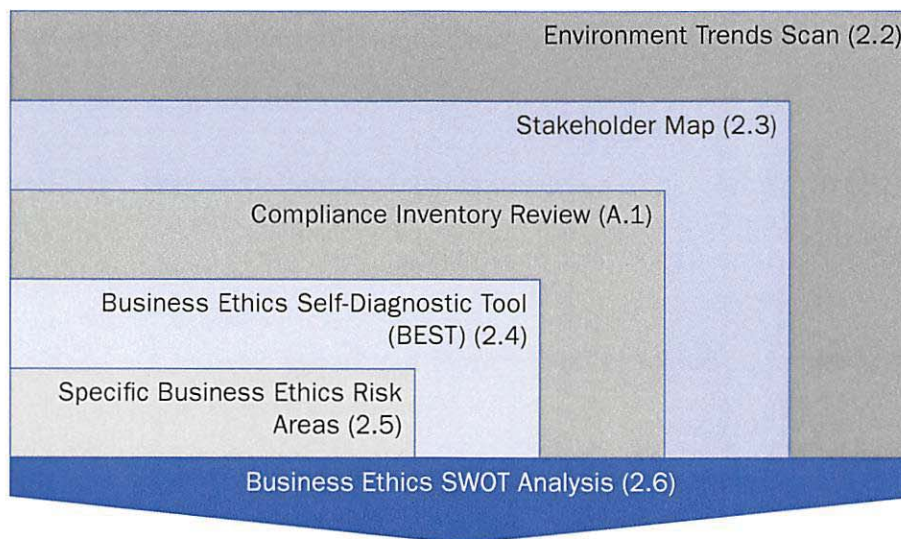 Environment Trends Scan (2.2)
Stakeholder Map (2.3)
Compliance Inventory Review (A.1)
Business Ethics Self-Diagnostic Tool
(BEST) (2.4)
Specific Business Ethics Risk
Areas (2.5)
Business Ethics SWOT Analysis (2.6)